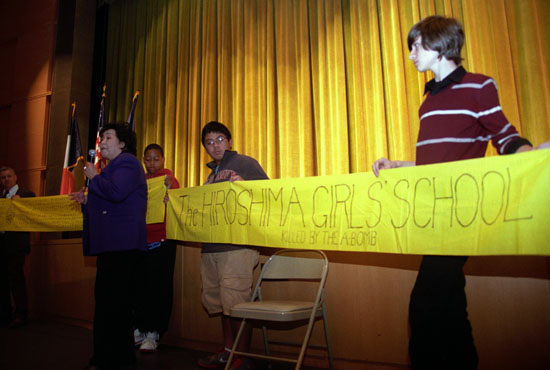 The HIROSHIMA GIRLS' SCHOOL
KILLED BY THE A.BOMB